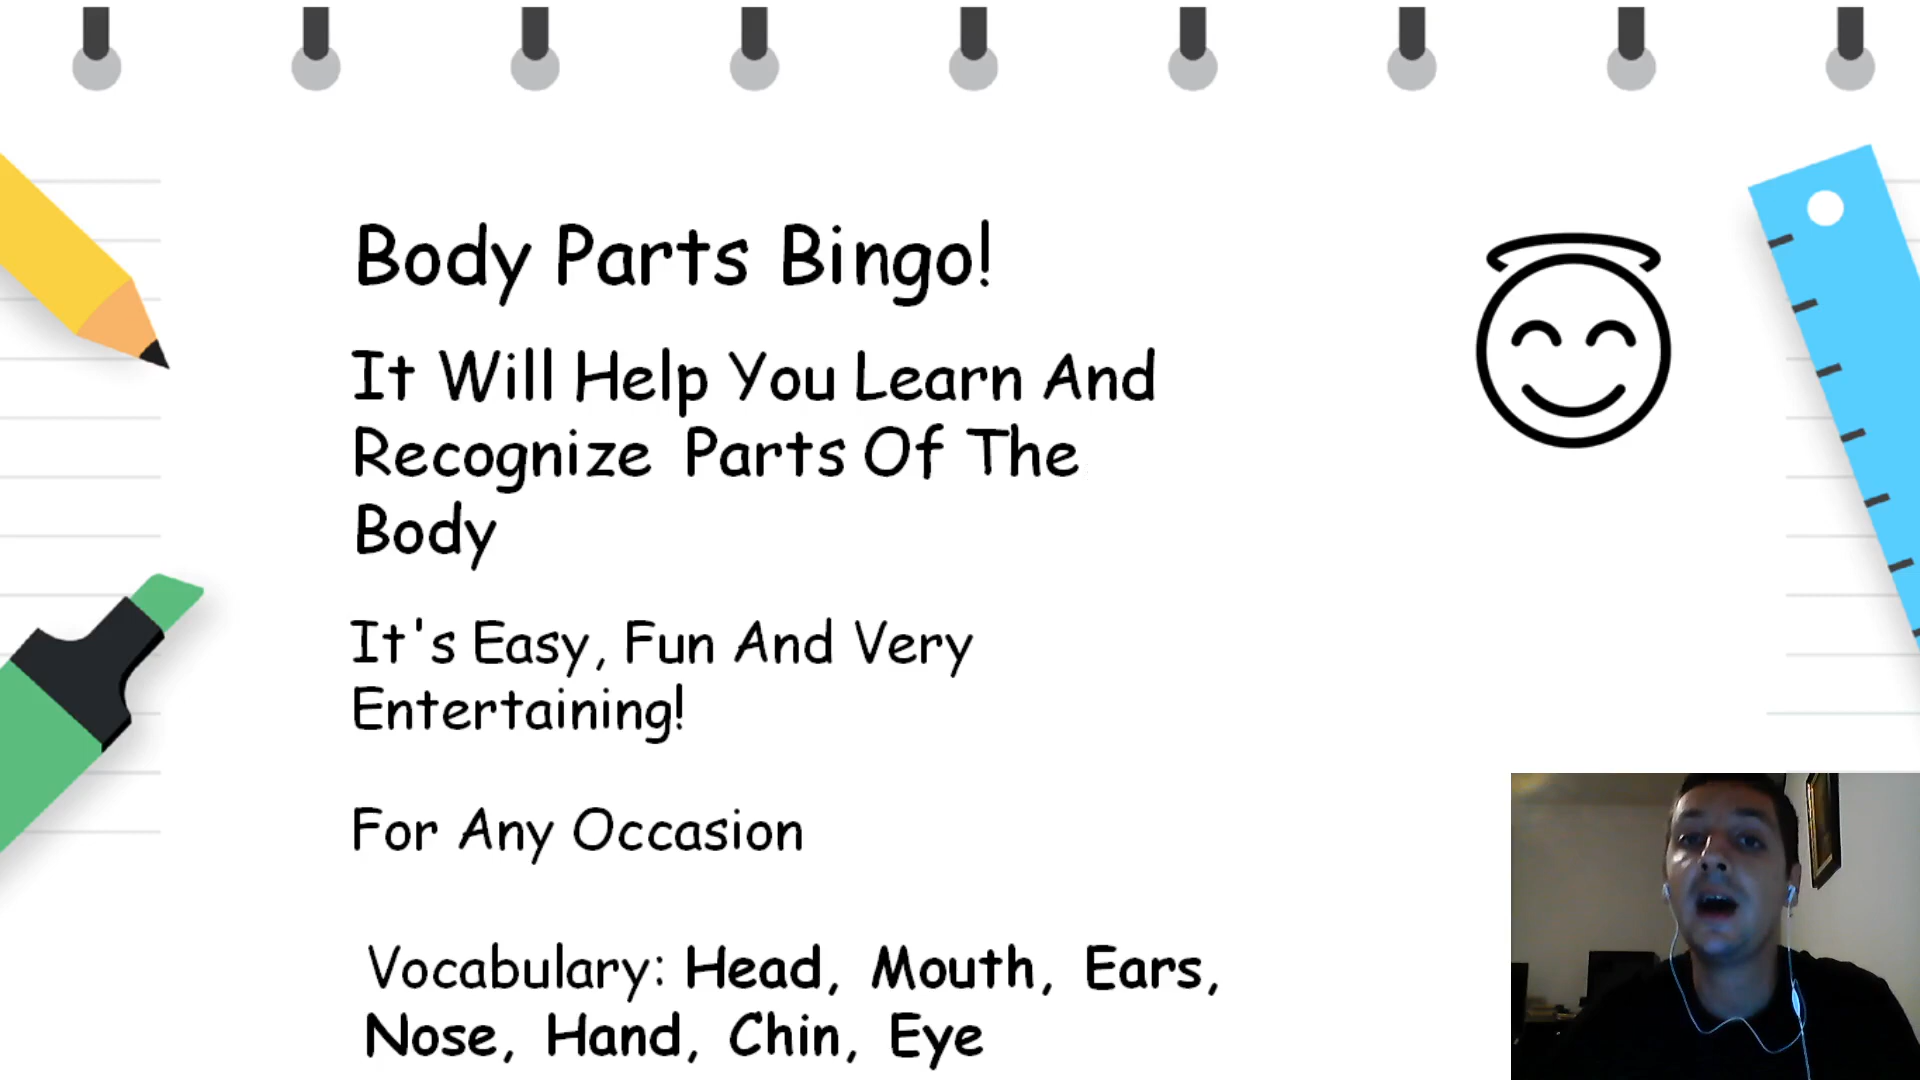 Body Parts Bingo!
It Will Help You Learn And
Recognize Parts Of The
Body
It's Easy, Fun And Very
Entertaining!
For Any Occasion
Vocabulary: Head, Mouth, Ears,
Nose, Hand, Chin, Eye